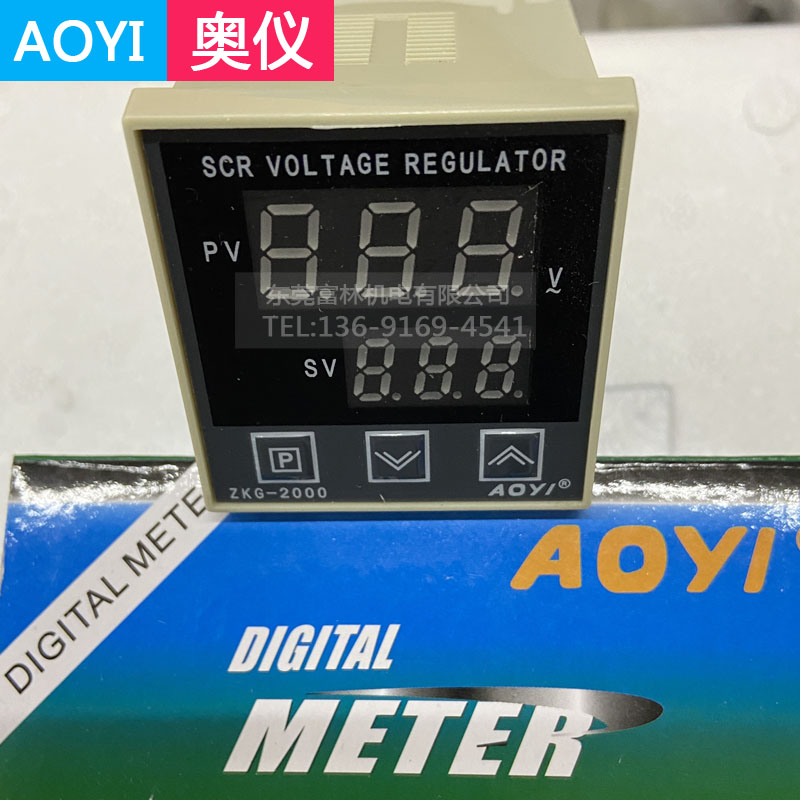 AOYI 奥仪
SCR VOLTAGE REGULATOR
PV
V
~
东莞富林机电有限公司
TEL:136-9169-4541
SV
P
ZKG-2000
AOYI®
DIGITAL METE
AOYI
DIGITAL
METER